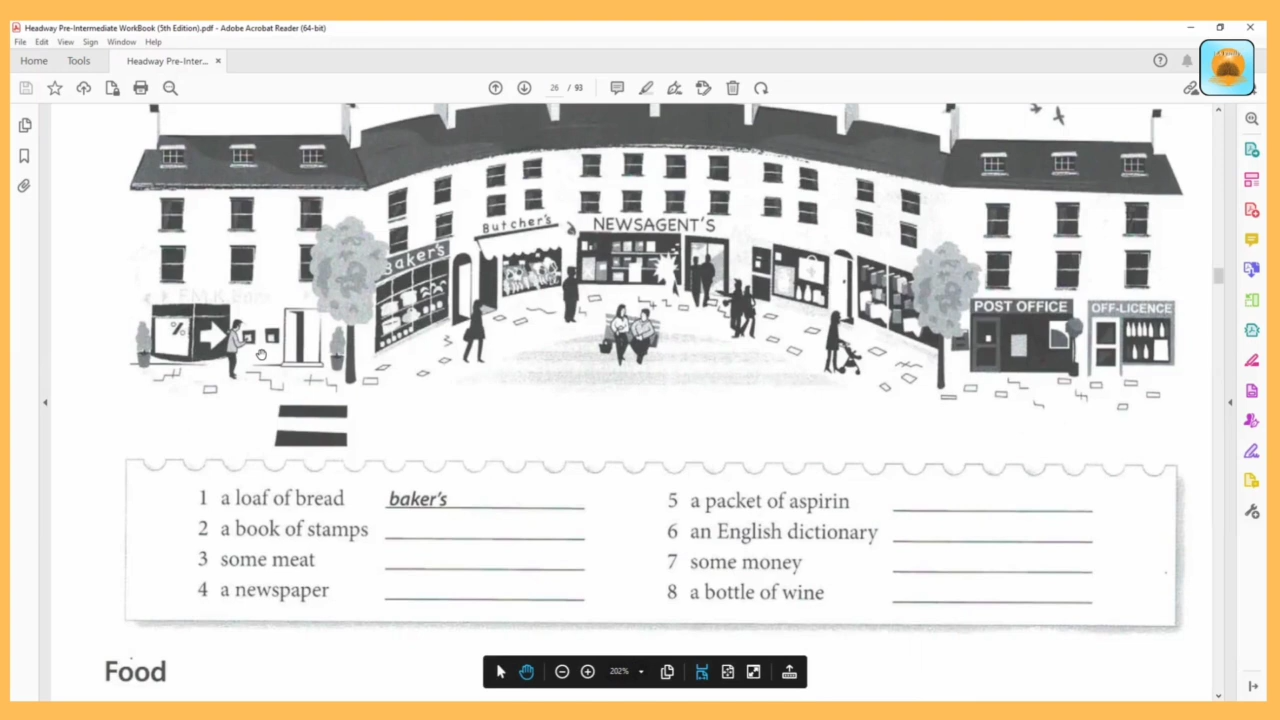 Headway Pre-Intermediate WorkBook (5th Edition).pdf - Adobe Acrobat Reader (64-bit)
File Edit View Sign Window Help
Home Tools Headway Pre-Inter... ×
26 / 93
Butcher's
NEWSAGENT'S
Baker's
%
POST OFFICE
OFF-LICENCE
1 a loaf of bread baker's
2 a book of stamps
3 some meat
4 a newspaper
5 a packet of aspirin
6 an English dictionary
7 some money
8 a bottle of wine
Food
202%